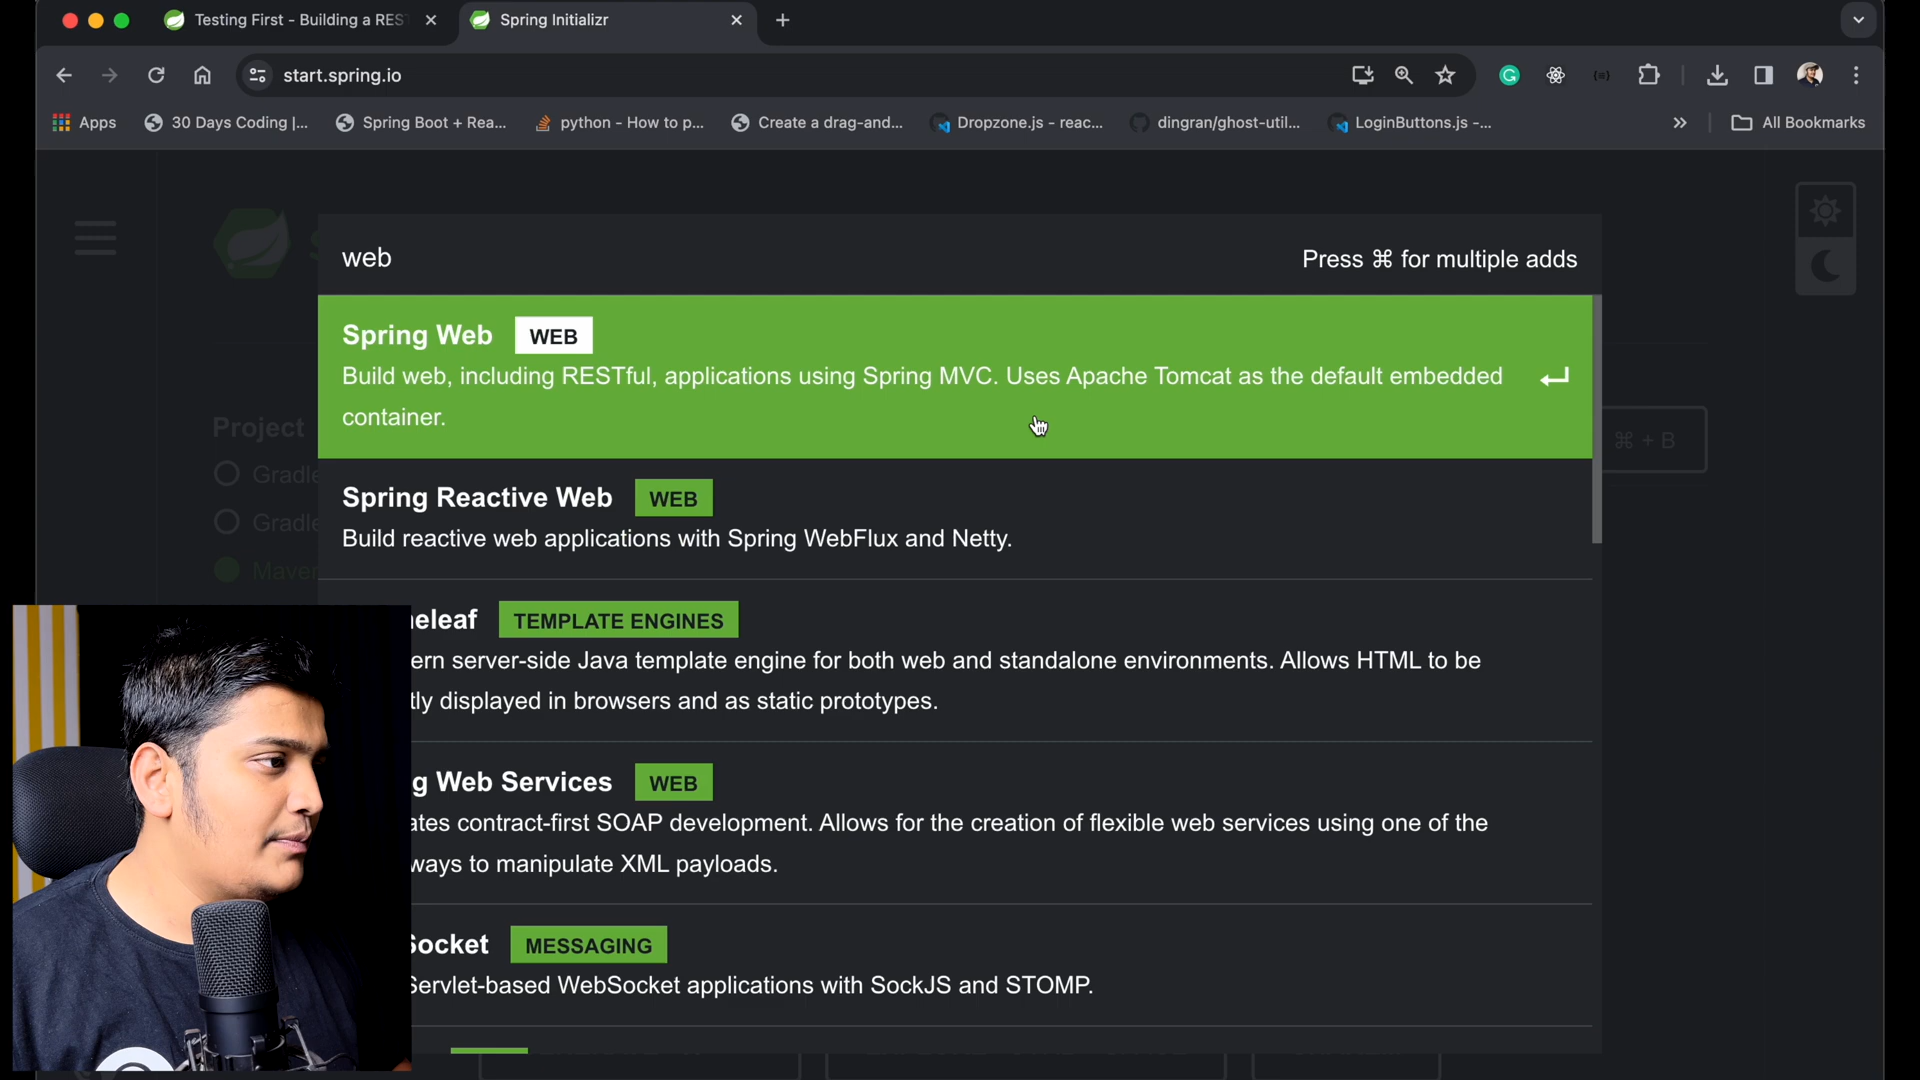 Testing First - Building a RES
Spring Initializr
start.spring.io
Apps
30 Days Coding |...
Spring Boot + Rea...
python - How to p...
Create a drag-and...
Dropzone.js - reac...
dingran/ghost-util...
LoginButtons.js -...
»
All Bookmarks
web
Press ⌘ for multiple adds
Spring Web WEB
Build web, including RESTful, applications using Spring MVC. Uses Apache Tomcat as the default embedded
container.
Project
⌘ + B
Gradle
Spring Reactive Web WEB
Build reactive web applications with Spring WebFlux and Netty.
Gradle
Maven
eleaf TEMPLATE ENGINES
ern server-side Java template engine for both web and standalone environments. Allows HTML to be
tly displayed in browsers and as static prototypes.
g Web Services WEB
ates contract-first SOAP development. Allows for the creation of flexible web services using one of the
ways to manipulate XML payloads.
Socket MESSAGING
Servlet-based WebSocket applications with SockJS and STOMP.